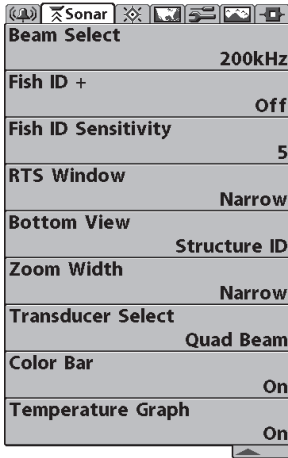 Sonar
Beam Select
200kHz
Fish ID +
Off
Fish ID Sensitivity
5
RTS Window
Narrow
Bottom View
Structure ID
Zoom Width
Narrow
Transducer Select
Quad Beam
Color Bar
On
Temperature Graph
On